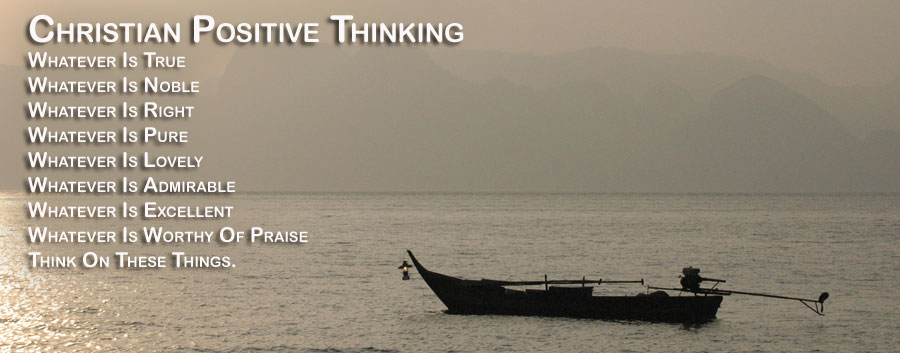 Christian Positive Thinking
Whatever Is True
Whatever Is Noble
Whatever Is Right
Whatever Is Pure
Whatever Is Lovely
Whatever Is Admirable
Whatever Is Excellent
Whatever Is Worthy Of Praise
Think On These Things.